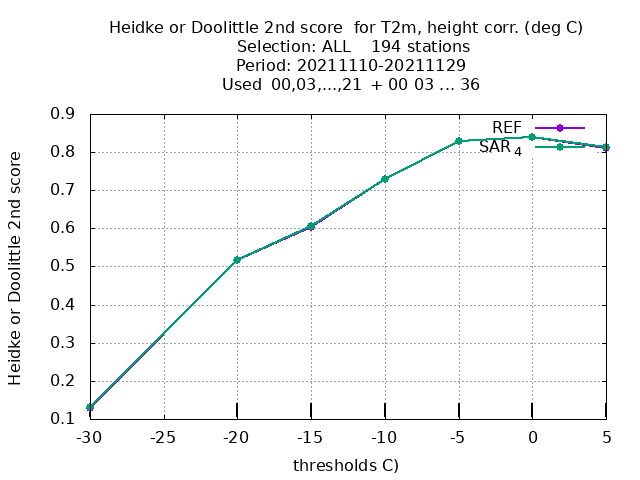 Heidke or Doolittle 2nd score  for T2m, height corr. (deg C)
Selection: ALL    194 stations
Period: 20211110-20211129
Used  00,03,...,21  + 00 03 ... 36
Heidke or Doolittle 2nd score
0.9
0.8
0.7
0.6
0.5
0.4
0.3
0.2
0.1
REF
SAR 4
-30
-25
-20
-15
-10
-5
0
5
thresholds C)